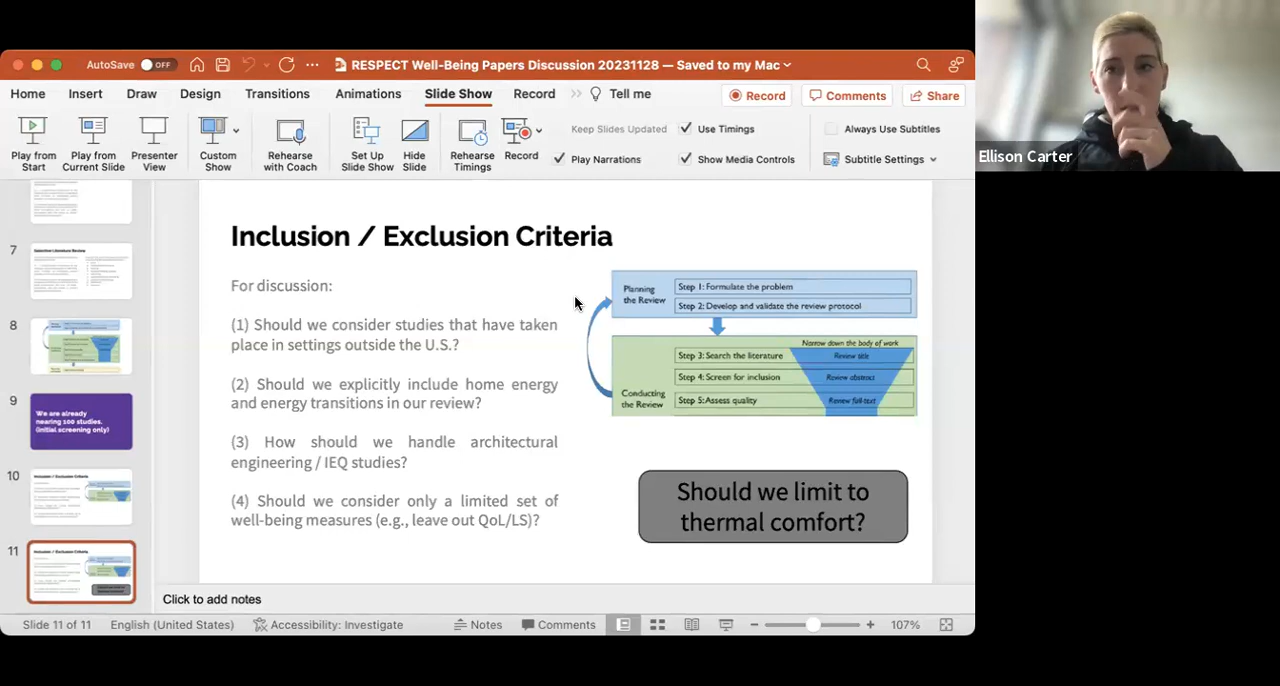 AutoSave OFF
RESPECT Well-Being Papers Discussion 20231128 — Saved to my Mac
Home Insert Draw Design Transitions Animations Slide Show Record Tell me
Record Comments Share
Play from Start
Play from Current Slide
Presenter View
Custom Show
Rehearse with Coach
Set Up Slide Show
Hide Slide
Rehearse Timings
Record
Keep Slides Updated
Play Narrations
Use Timings
Show Media Controls
Always Use Subtitles
Subtitle Settings
7
8
9
We are already
nearing 100 studies.
(initial screening only)
10
Inclusion / Exclusion Criteria
11
Inclusion / Exclusion Criteria
Inclusion / Exclusion Criteria
For discussion:
(1) Should we consider studies that have taken
place in settings outside the U.S.?
(2) Should we explicitly include home energy
and energy transitions in our review?
(3) How should we handle architectural
engineering / IEQ studies?
(4) Should we consider only a limited set of
well-being measures (e.g., leave out QoL/LS)?
Planning
the Review
Step 1: Formulate the problem
Step 2: Develop and validate the review protocol
Narrow down the body of work
Conducting
the Review
Step 3: Search the literature
Review title
Step 4: Screen for inclusion
Review abstract
Step 5: Assess quality
Review full-text
Should we limit to
thermal comfort?
Click to add notes
Slide 11 of 11 English (United States) Accessibility: Investigate Notes Comments 107%
Ellison Carter